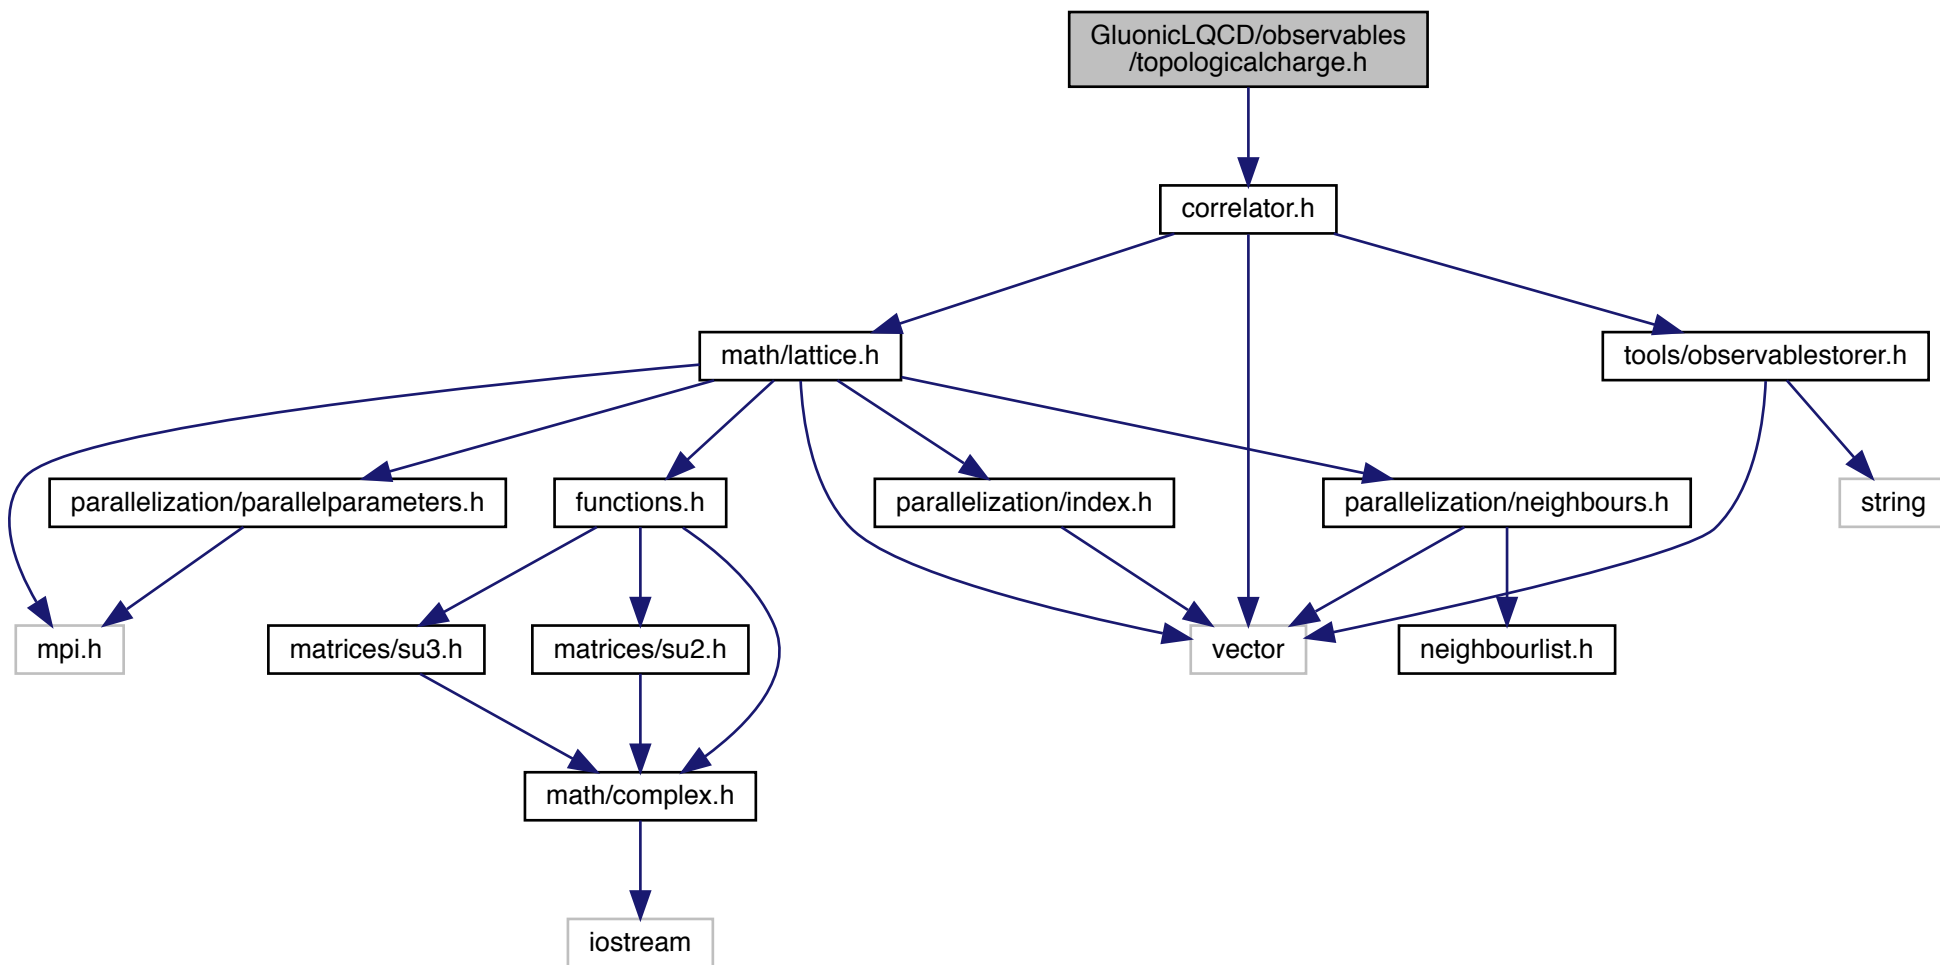 GluonicLQCD/observables
/topologicalcharge.h
correlator.h
math/lattice.h
tools/observablestorer.h
parallelization/parallelparameters.h
functions.h
parallelization/index.h
parallelization/neighbours.h
string
mpi.h
matrices/su3.h
matrices/su2.h
vector
neighbourlist.h
math/complex.h
iostream